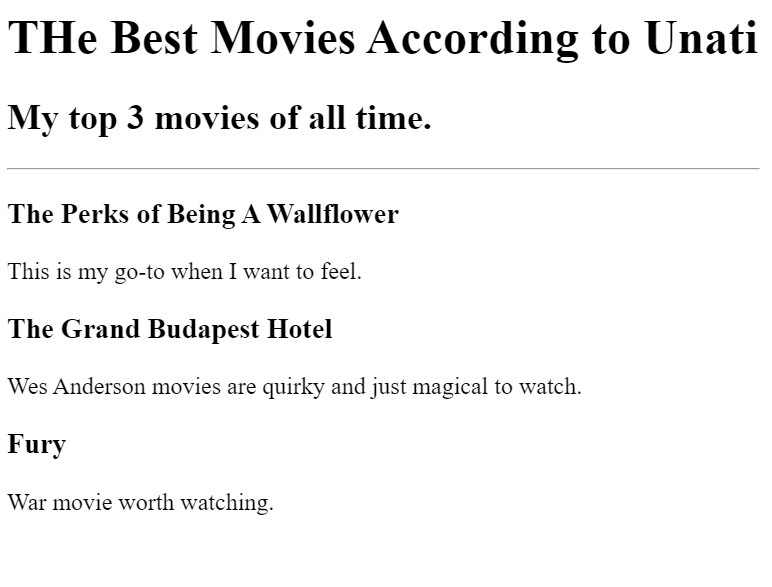 THe Best Movies According to Unati
My top 3 movies of all time.
The Perks of Being A Wallflower
This is my go-to when I want to feel.
The Grand Budapest Hotel
Wes Anderson movies are quirky and just magical to watch.
Fury
War movie worth watching.